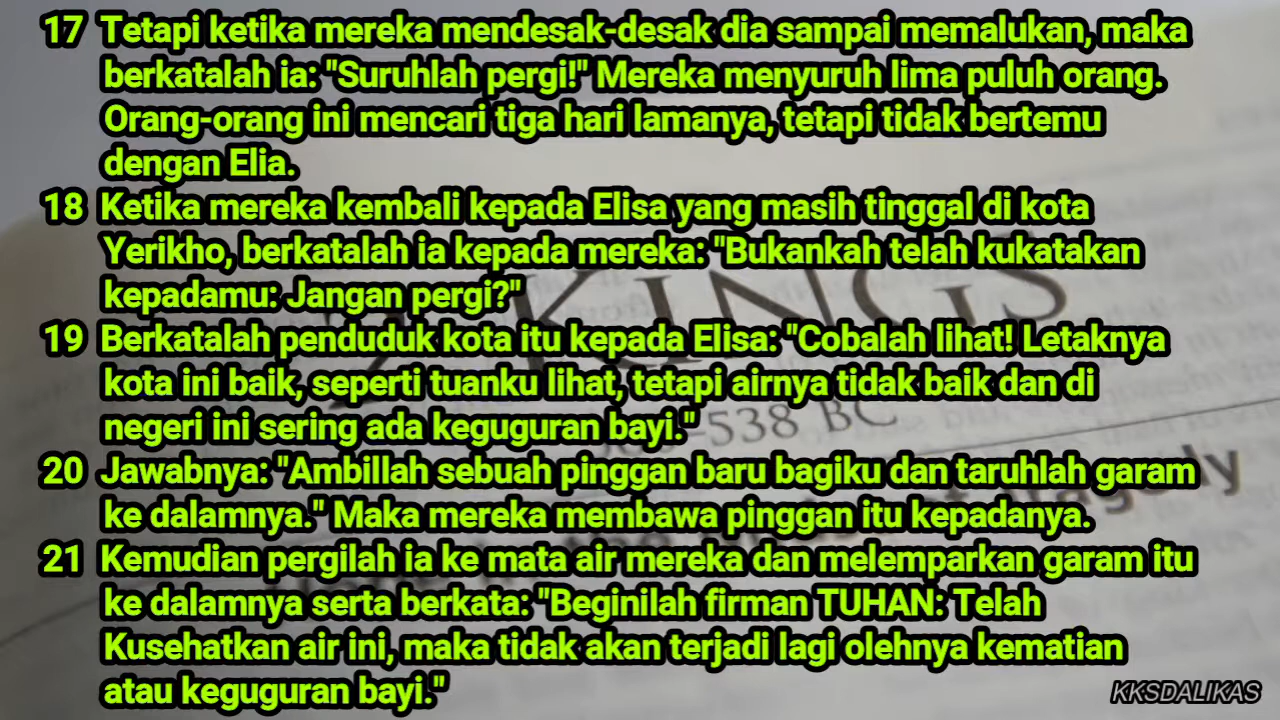 17 Tetapi ketika mereka mendesak-desak dia sampai memalukan, maka
berkatalah ia: "Suruhlah pergi!" Mereka menyuruh lima puluh orang.
Orang-orang ini mencari tiga hari lamanya, tetapi tidak bertemu
dengan Elia.
18 Ketika mereka kembali kepada Elisa yang masih tinggal di kota
Yerikho, berkatalah ia kepada mereka: "Bukankah telah kukatakan
kepadamu: Jangan pergi?"
19 Berkatalah penduduk kota itu kepada Elisa: "Cobalah lihat! Letaknya
kota ini baik, seperti tuanku lihat, tetapi airnya tidak baik dan di
negeri ini sering ada keguguran bayi."
20 Jawabnya: "Ambillah sebuah pinggan baru bagiku dan taruhlah garam
ke dalamnya." Maka mereka membawa pinggan itu kepadanya.
21 Kemudian pergilah ia ke mata air mereka dan melemparkan garam itu
ke dalamnya serta berkata: "Beginilah firman TUHAN: Telah
Kusehatkan air ini, maka tidak akan terjadi lagi olehnya kematian
atau keguguran bayi."
2 KINGS
-538 BC
KKSDALIKAS